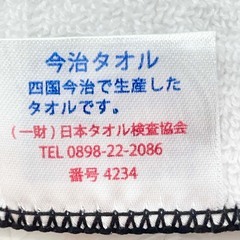 今治タオル
四国今治で生産した
タオルです。
(一財)日本タオル検査協会
TEL 0898-22-2086
番号 4234